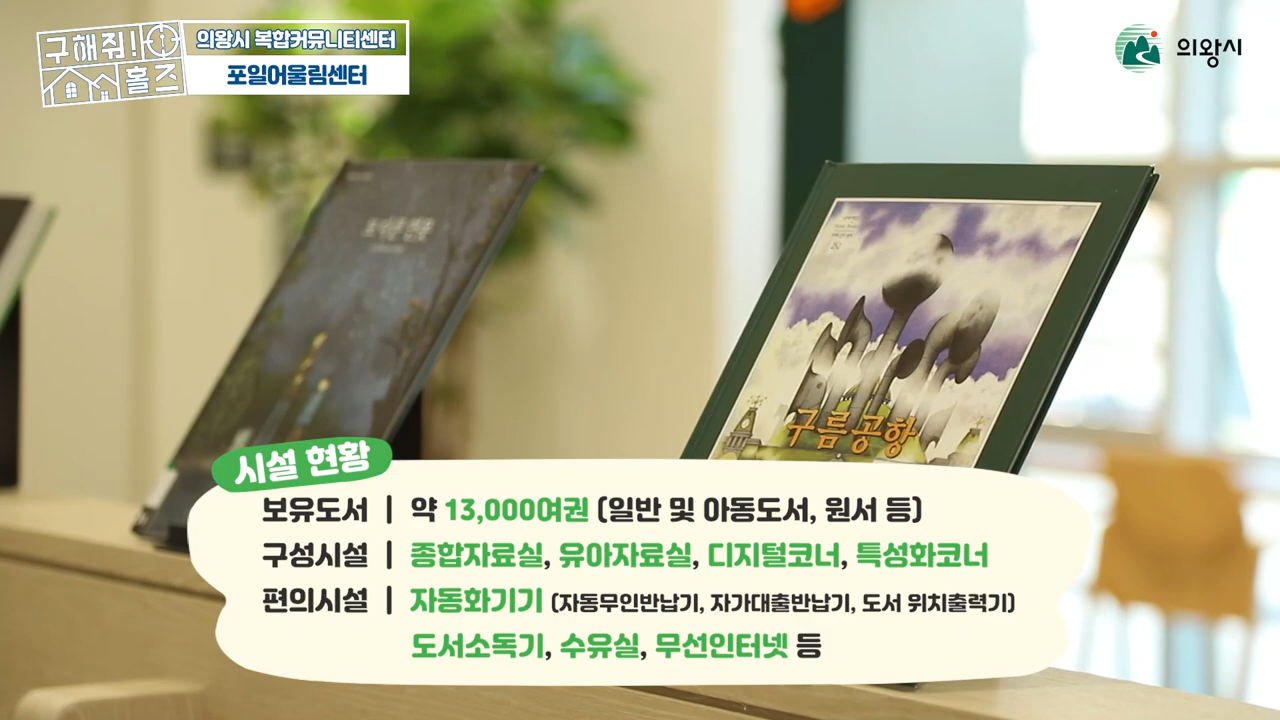 구해줘!
홀즈
의왕시 복합커뮤니티센터
포일어울림센터
의왕시
구름공항
시설 현황
보유도서 | 약 13,000여권 (일반 및 아동도서, 원서 등)
구성시설 | 종합자료실, 유아자료실, 디지털코너, 특성화코너
편의시설 | 자동화기기 (자동무인반납기, 자가대출반납기, 도서 위치출력기)
도서소독기, 수유실, 무선인터넷 등